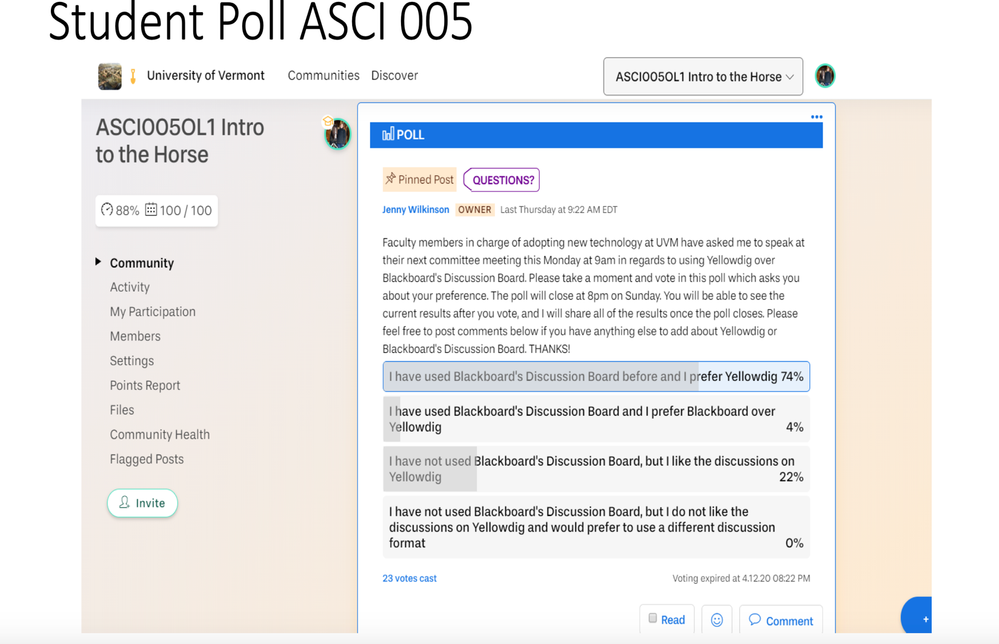 Student Poll ASCI 005
University of Vermont
Communities
Discover
ASCI005OL1 Intro to the Horse
ASCI005OL1 Intro
to the Horse
88% 100 / 100
Community
Activity
My Participation
Members
Settings
Points Report
Files
Community Health
Flagged Posts
Invite
POLL
Pinned Post
QUESTIONS?
Jenny Wilkinson OWNER Last Thursday at 9:22 AM EDT
Faculty members in charge of adopting new technology at UVM have asked me to speak at
their next committee meeting this Monday at 9am in regards to using Yellowdig over
Blackboard's Discussion Board. Please take a moment and vote in this poll which asks you
about your preference. The poll will close at 8pm on Sunday. You will be able to see the
current results after you vote, and I will share all of the results once the poll closes. Please
feel free to post comments below if you have anything else to add about Yellowdig or
Blackboard's Discussion Board. THANKS!
I have used Blackboard's Discussion Board before and I prefer Yellowdig 74%
I have used Blackboard's Discussion Board and I prefer Blackboard over
Yellowdig 4%
I have not used Blackboard's Discussion Board, but I like the discussions on
Yellowdig 22%
I have not used Blackboard's Discussion Board, but I do not like the
discussions on Yellowdig and would prefer to use a different discussion
format 0%
23 votes cast
Voting expired at 4.12.20 08:22 PM
Read
Comment
+